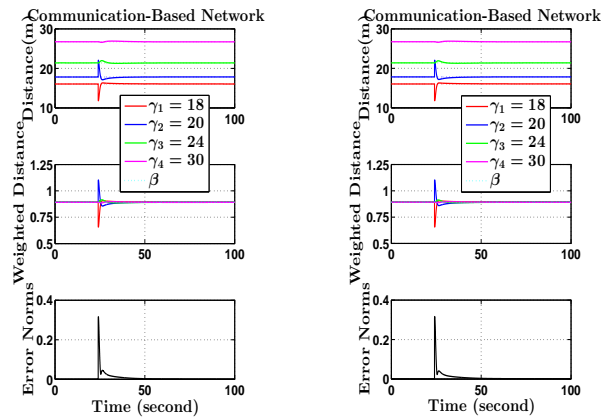 Communication-Based Network
Distance(m)
30
20
10
0
50
100
γ₁ = 18
γ₂ = 20
γ₃ = 24
γ₄ = 30
β
Weighted Distance
1.25
1
0.75
0.5
0
50
100
Error Norms
0.4
0.2
0
0
50
100
Time (second)
Communication-Based Network
Distance(m)
30
20
10
0
50
100
γ₁ = 18
γ₂ = 20
γ₃ = 24
γ₄ = 30
β
Weighted Distance
1.25
1
0.75
0.5
0
50
100
Error Norms
0.4
0.2
0
0
50
100
Time (second)